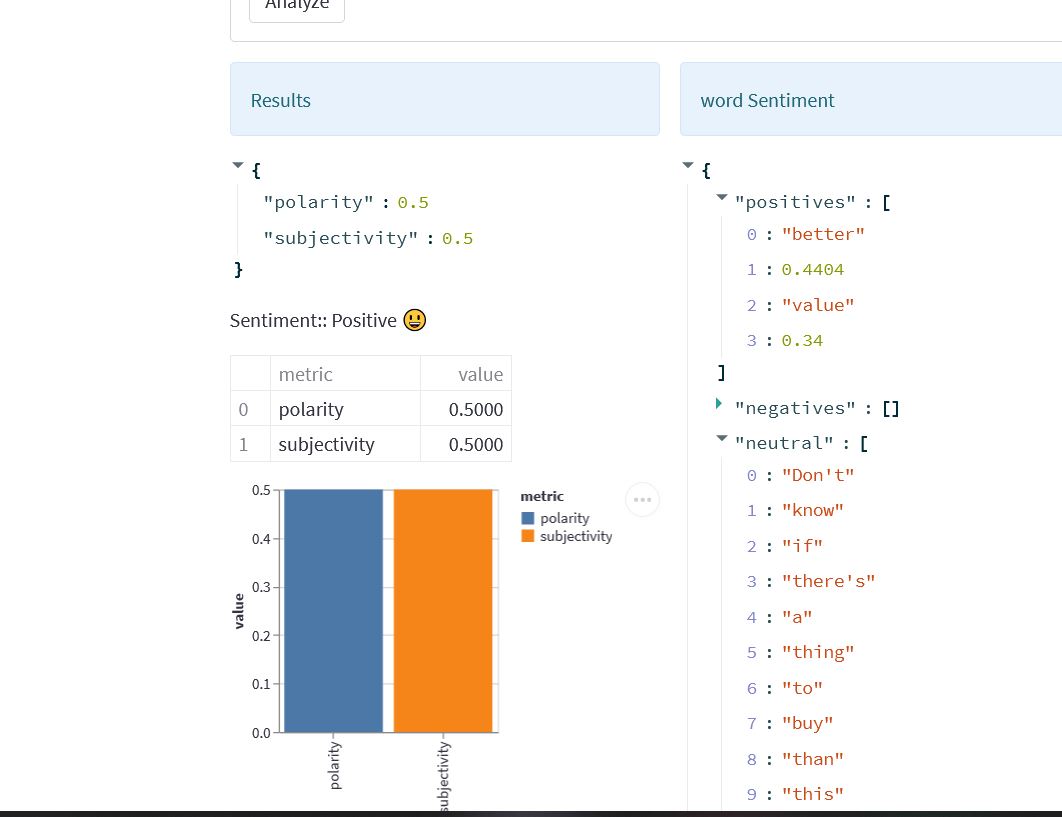 Analyze
Results
{
"polarity" : 0.5
"subjectivity" : 0.5
}
Sentiment:: Positive 😃
metric value
0 polarity 0.5000
1 subjectivity 0.5000
0.5
0.4
0.3
0.2
0.1
0.0
value
polarity
subjectivity
metric
polarity
subjectivity
word Sentiment
{
"positives" : [
0 : "better"
1 : 0.4404
2 : "value"
3 : 0.34
]
"negatives" : []
"neutral" : [
0 : "Don't"
1 : "know"
2 : "if"
3 : "there's"
4 : "a"
5 : "thing"
6 : "to"
7 : "buy"
8 : "than"
9 : "this"